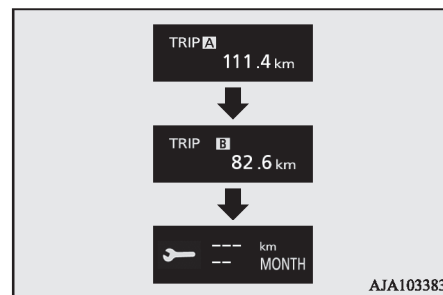 TRIP A
111.4 km
TRIP B
82.6 km
--- km
-- MONTH
AJA103383